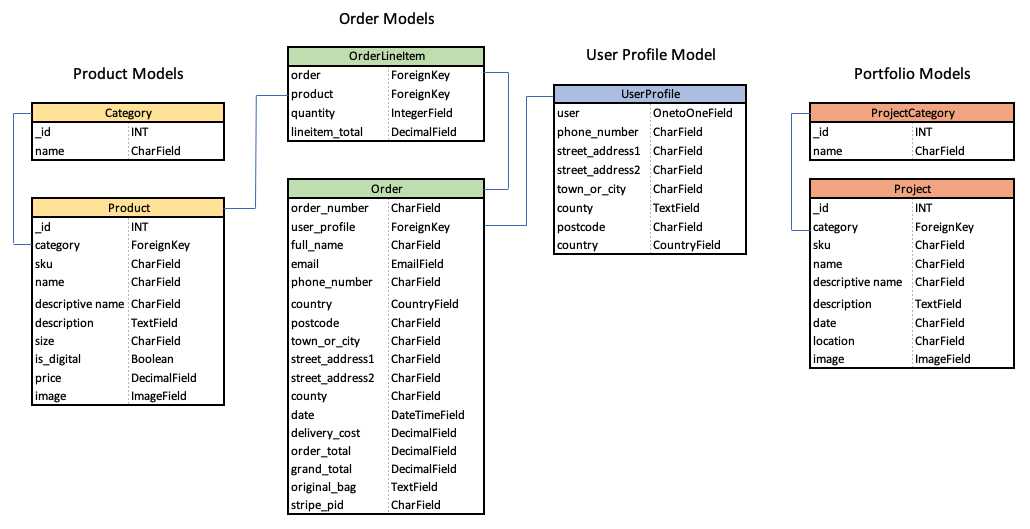 Product Models
Category
_id INT
name CharField
Product
_id INT
category ForeignKey
sku CharField
name CharField
descriptive name CharField
description TextField
size CharField
is_digital Boolean
price DecimalField
image ImageField
Order Models
OrderLineItem
order ForeignKey
product ForeignKey
quantity IntegerField
lineitem_total DecimalField
Order
order_number CharField
user_profile ForeignKey
full_name CharField
email EmailField
phone_number CharField
country CountryField
postcode CharField
town_or_city CharField
street_address1 CharField
street_address2 CharField
county CharField
date DateTimeField
delivery_cost DecimalField
order_total DecimalField
grand_total DecimalField
original_bag TextField
stripe_pid CharField
User Profile Model
UserProfile
user OnetoOneField
phone_number CharField
street_address1 CharField
street_address2 CharField
town_or_city CharField
county TextField
postcode CharField
country CountryField
Portfolio Models
ProjectCategory
_id INT
name CharField
Project
_id INT
category ForeignKey
sku CharField
name CharField
descriptive name CharField
description TextField
date CharField
location CharField
image ImageField